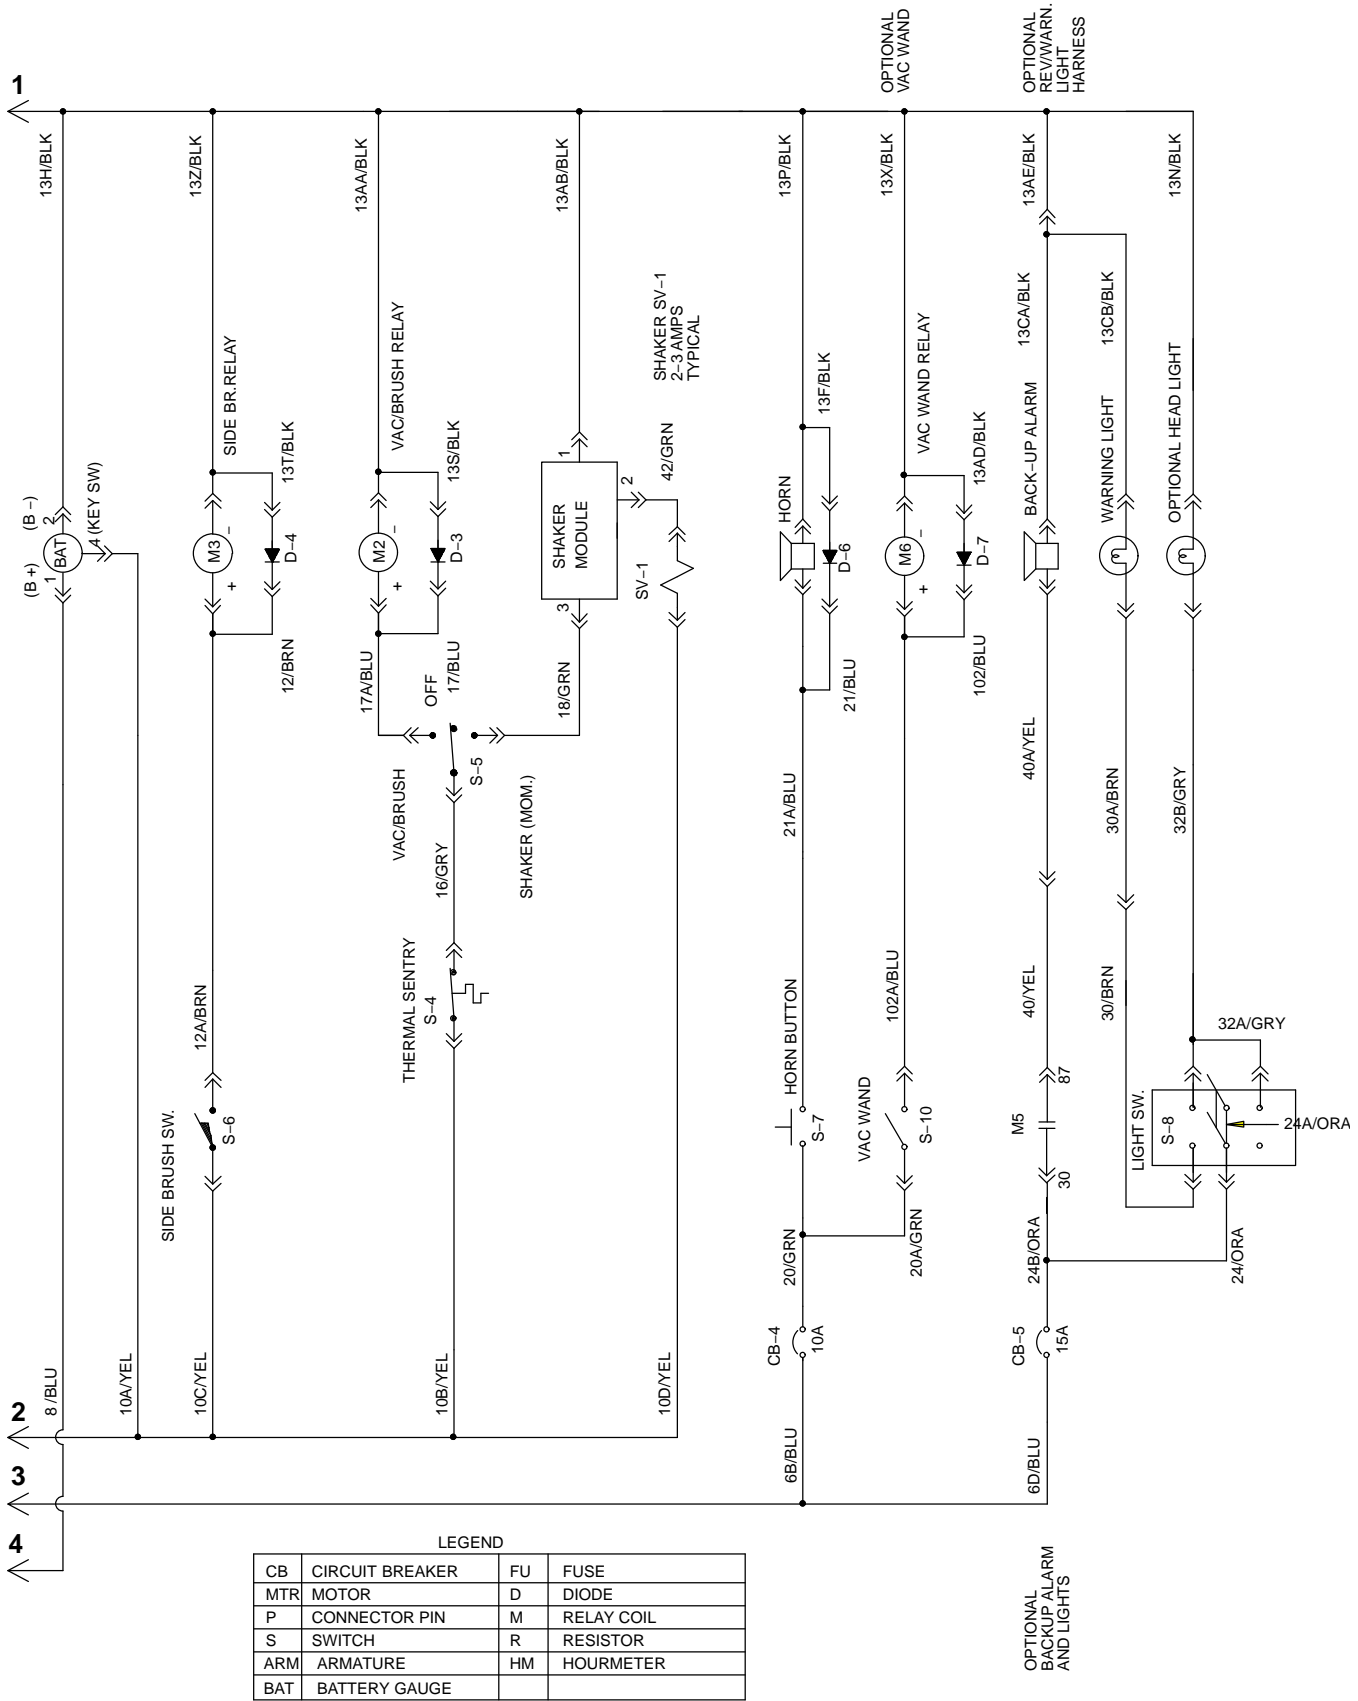 OPTIONAL
VAC WAND
OPTIONAL
REV/WARN.
LIGHT
HARNESS
1
13H/BLK
13Z/BLK
13AA/BLK
13AB/BLK
13P/BLK
13X/BLK
13AE/BLK
13N/BLK
13CA/BLK
13CB/BLK
SHAKER SV-1
2-3 AMPS
TYPICAL
SIDE BR.RELAY
VAC/BRUSH RELAY
13F/BLK
VAC WAND RELAY
BACK-UP ALARM
WARNING LIGHT
OPTIONAL HEAD LIGHT
(B -)
2
4 (KEY SW)
BAT
(B +)
1
13T/BLK
M3
-
+
D-4
12/BRN
13S/BLK
M2
-
+
D-3
17/BLU
17A/BLU
OFF
1
2
3
SHAKER
MODULE
42/GRN
SV-1
18/GRN
HORN
D-6
21/BLU
13AD/BLK
M6
-
+
D-7
102/BLU
VAC/BRUSH
S-5
SHAKER (MOM.)
16/GRY
21A/BLU
40A/YEL
30A/BRN
32B/GRY
THERMAL SENTRY
S-4
12A/BRN
SIDE BRUSH SW.
S-6
HORN BUTTON
S-7
102A/BLU
VAC WAND
S-10
40/YEL
30/BRN
32A/GRY
87
M5
30
LIGHT SW.
S-8
24A/ORA
20/GRN
20A/GRN
24B/ORA
24/ORA
CB-4
10A
CB-5
15A
8 /BLU
10A/YEL
10C/YEL
10B/YEL
10D/YEL
2
6B/BLU
6D/BLU
3
4
LEGEND
CB CIRCUIT BREAKER FU FUSE
MTR MOTOR D DIODE
P CONNECTOR PIN M RELAY COIL
S SWITCH R RESISTOR
ARM ARMATURE HM HOURMETER
BAT BATTERY GAUGE
OPTIONAL
BACKUP ALARM
AND LIGHTS